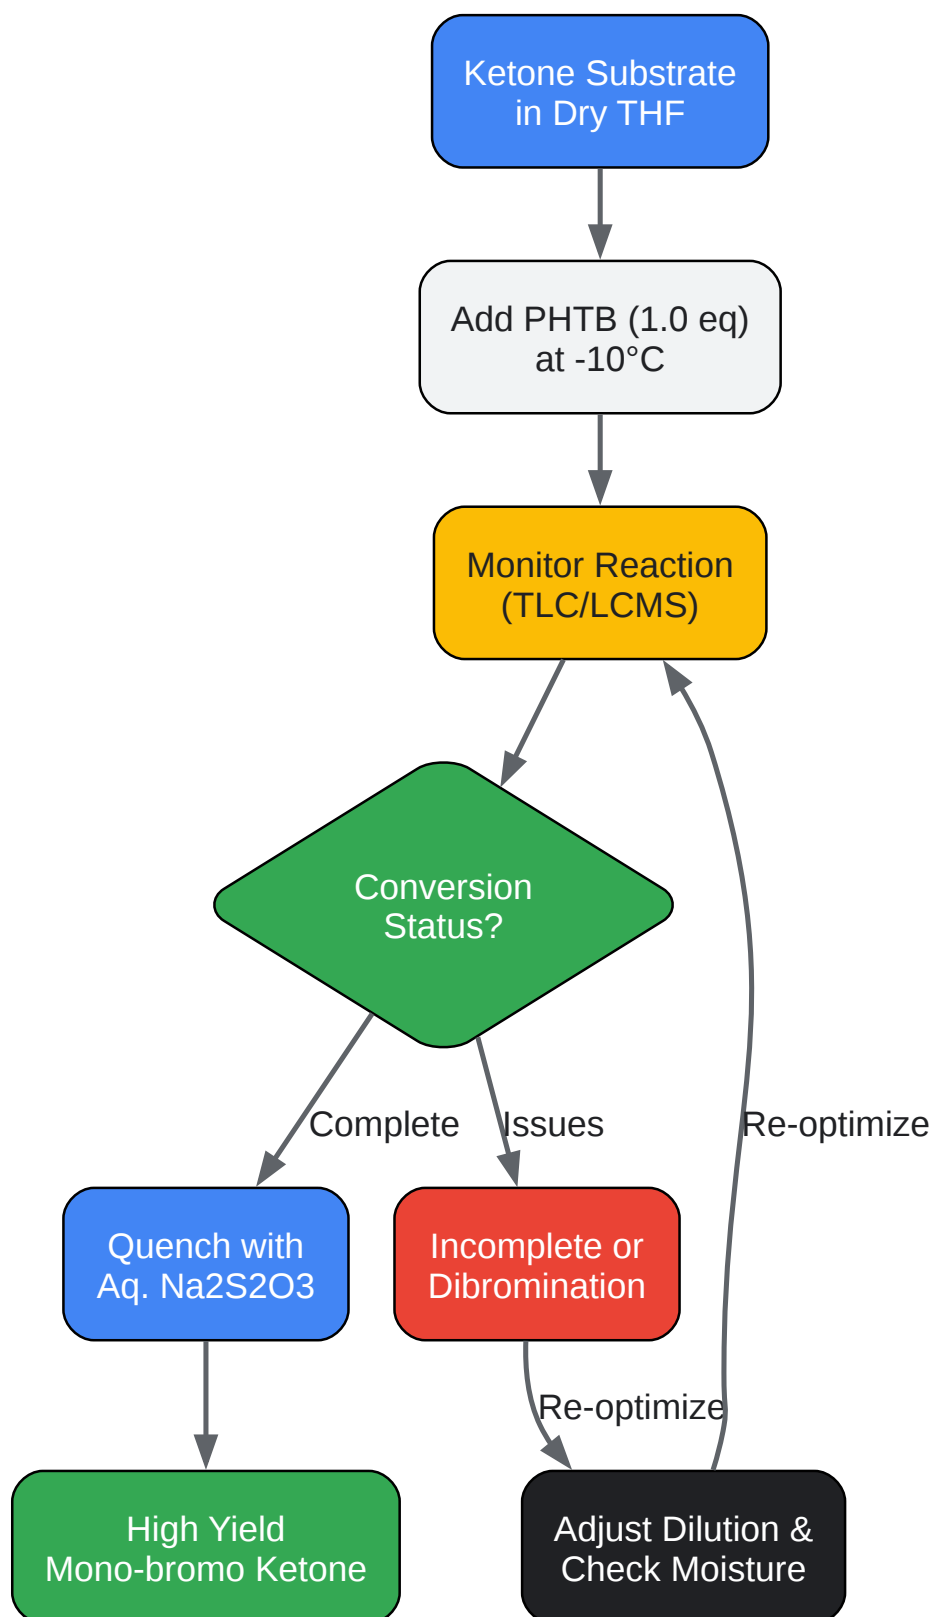 Ketone Substrate
in Dry THF
Add PHTB (1.0 eq)
at -10°C
Monitor Reaction
(TLC/LCMS)
Conversion
Status?
Complete
Issues
Re-optimize
Quench with
Aq. Na2S2O3
Incomplete or
Dibromination
Re-optimize
High Yield
Mono-bromo Ketone
Adjust Dilution &
Check Moisture